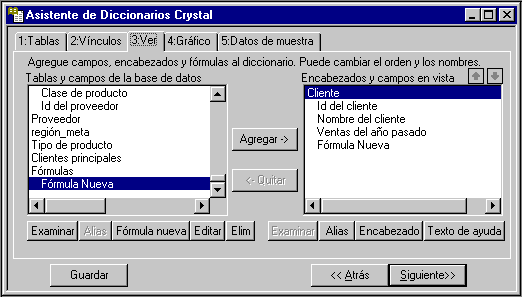 Asistente de Diccionarios Crystal
1:Tablas 2:Vínculos 3:Ver 4:Gráfico 5:Datos de muestra
Agregue campos, encabezados y fórmulas al diccionario. Puede cambiar el orden y los nombres.
Tablas y campos de la base de datos
Clase de producto
Id del proveedor
Proveedor
región_meta
Tipo de producto
Clientes principales
Fórmulas
Fórmula Nueva
Agregar ->
<- Quitar
Encabezados y campos en vista
Cliente
Id del cliente
Nombre del cliente
Ventas del año pasado
Fórmula Nueva
Examinar Alias Fórmula nueva Editar Elim
Examinar Alias Encabezado Texto de ayuda
Guardar << Atrás Siguiente>>